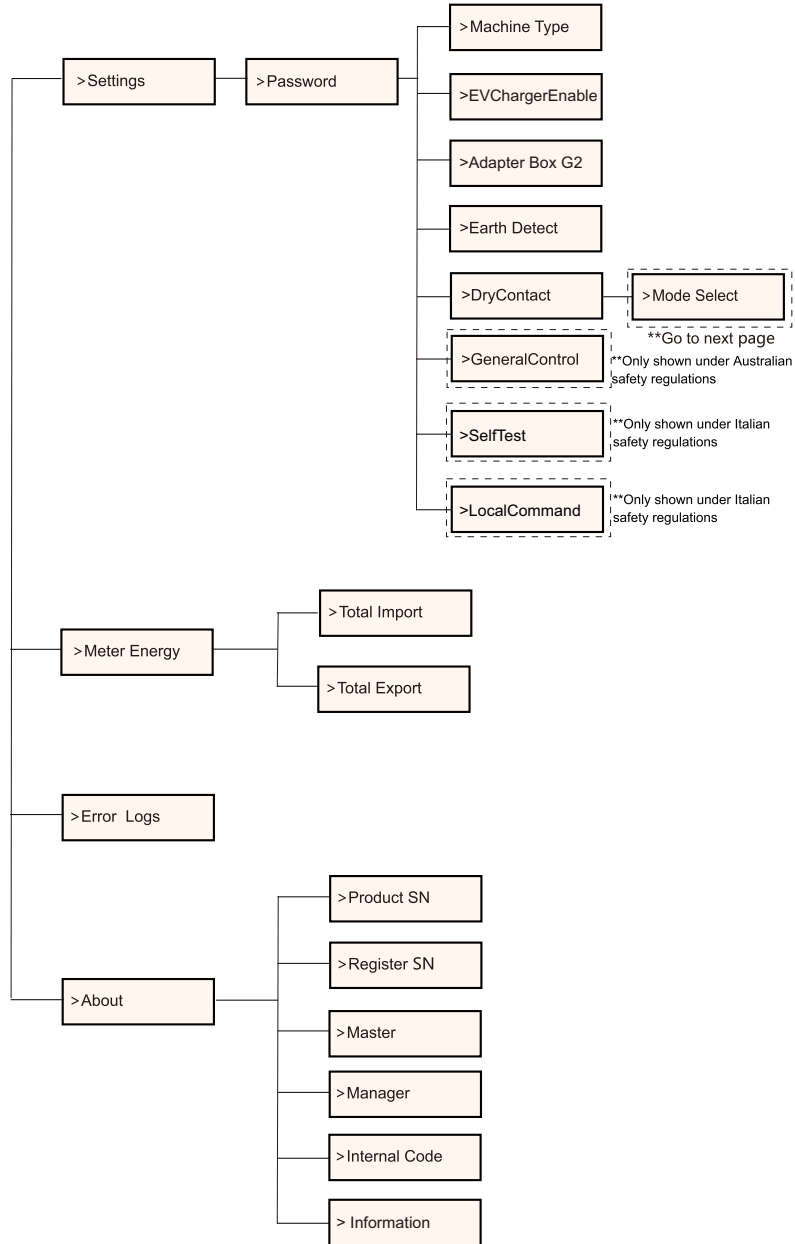 >Machine Type
>Settings
>Password
>EVChargerEnable
>Adapter Box G2
>Earth Detect
>DryContact
>Mode Select
**Go to next page
>GeneralControl
**Only shown under Australian
safety regulations
>SelfTest
**Only shown under Italian
safety regulations
>LocalCommand
**Only shown under Italian
safety regulations
>Total Import
>Meter Energy
>Total Export
>Error  Logs
>Product SN
>Register SN
>About
>Master
>Manager
>Internal Code
> Information